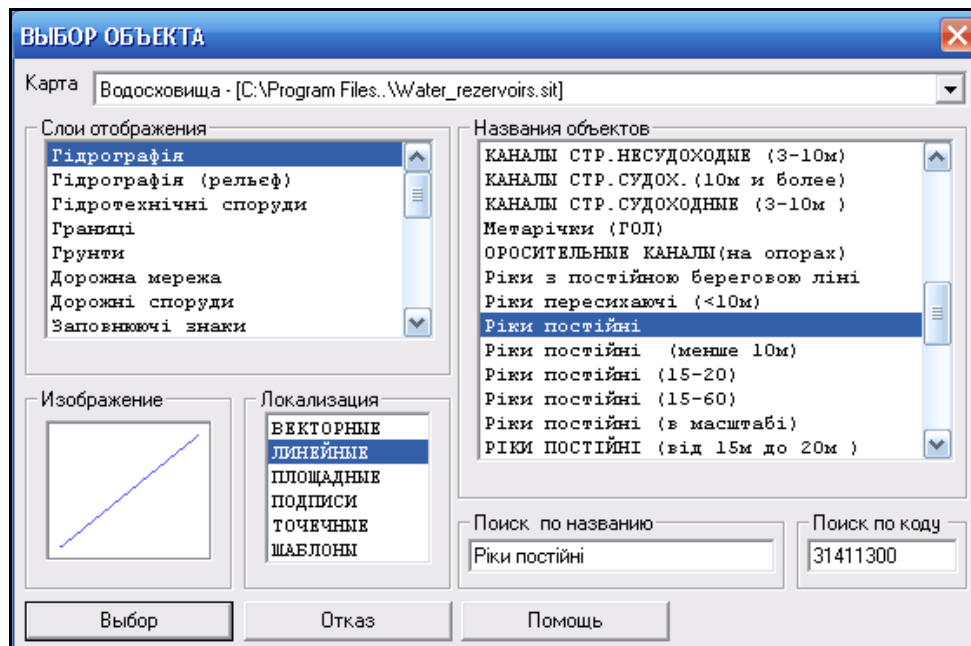 ВЫБОР ОБЪЕКТА
Карта
Водосховища - [C:\Program Files..\Water_rezervoirs.sit]
Слои отображения
Гідрографія
Гідрографія (рельєф)
Гідротехнічні споруди
Границі
Грунти
Дорожна мережа
Дорожні споруди
Заповнюючі знаки
Названия объектов
КАНАЛЫ СТР.НЕСУДОХОДЫЕ (3-10м)
КАНАЛЫ СТР.СУДОХ.(10м и более)
КАНАЛЫ СТР.СУДОХОДНЫЕ (3-10м )
Метарічки (ГОЛ)
ОРОСИТЕЛЬНЫЕ КАНАЛЫ(на опорах)
Ріки з постійною береговою ліні
Ріки пересихаючі (<10м)
Ріки постійні
Ріки постійні (менше 10м)
Ріки постійні (15-20)
Ріки постійні (15-60)
Ріки постійні (в масштабі)
РІКИ ПОСТІЙНІ (від 15м до 20м )
Изображение
Локализация
ВЕКТОРНЫЕ
ЛИНЕЙНЫЕ
ПЛОЩАДНЫЕ
ПОДПИСИ
ТОЧЕЧНЫЕ
ШАБЛОНЫ
Поиск по названию
Ріки постійні
Поиск по коду
31411300
Выбор
Отказ
Помощь